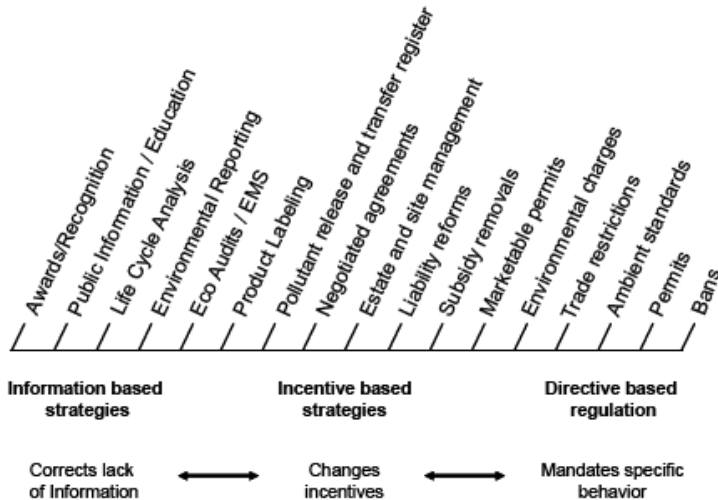 Awards/Recognition
Public Information / Education
Life Cycle Analysis
Environmental Reporting
Eco Audits / EMS
Product Labeling
Pollutant release and transfer register
Negotiated agreements
Estate and site management
Liability reforms
Subsidy removals
Marketable permits
Environmental charges
Trade restrictions
Ambient standards
Permits
Bans
Information based
strategies
Incentive based
strategies
Directive based
regulation
Corrects lack
of Information
Changes
incentives
Mandates specific
behavior